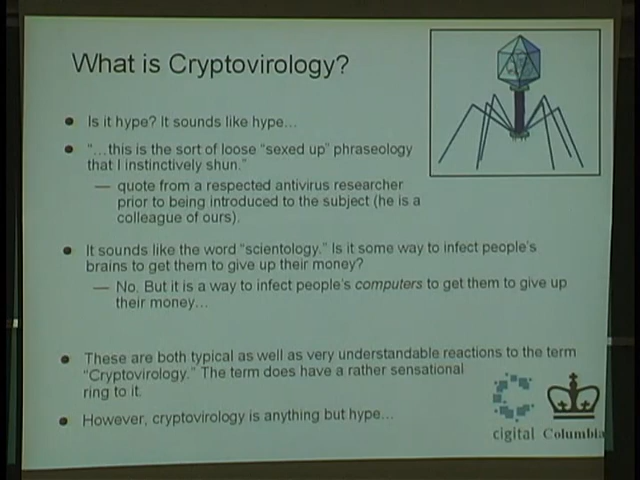 What is Cryptovirology?
Is it hype? It sounds like hype…
"…this is the sort of loose "sexed up" phraseology
that I instinctively shun."
— quote from a respected antivirus researcher
prior to being introduced to the subject (he is a
colleague of ours).
It sounds like the word "scientology." Is it some way to infect people's
brains to get them to give up their money?
— No. But it is a way to infect people's computers to get them to give up
their money…
These are both typical as well as very understandable reactions to the term
"Cryptovirology." The term does have a rather sensational
ring to it.
However, cryptovirology is anything but hype…
cigital Columbia